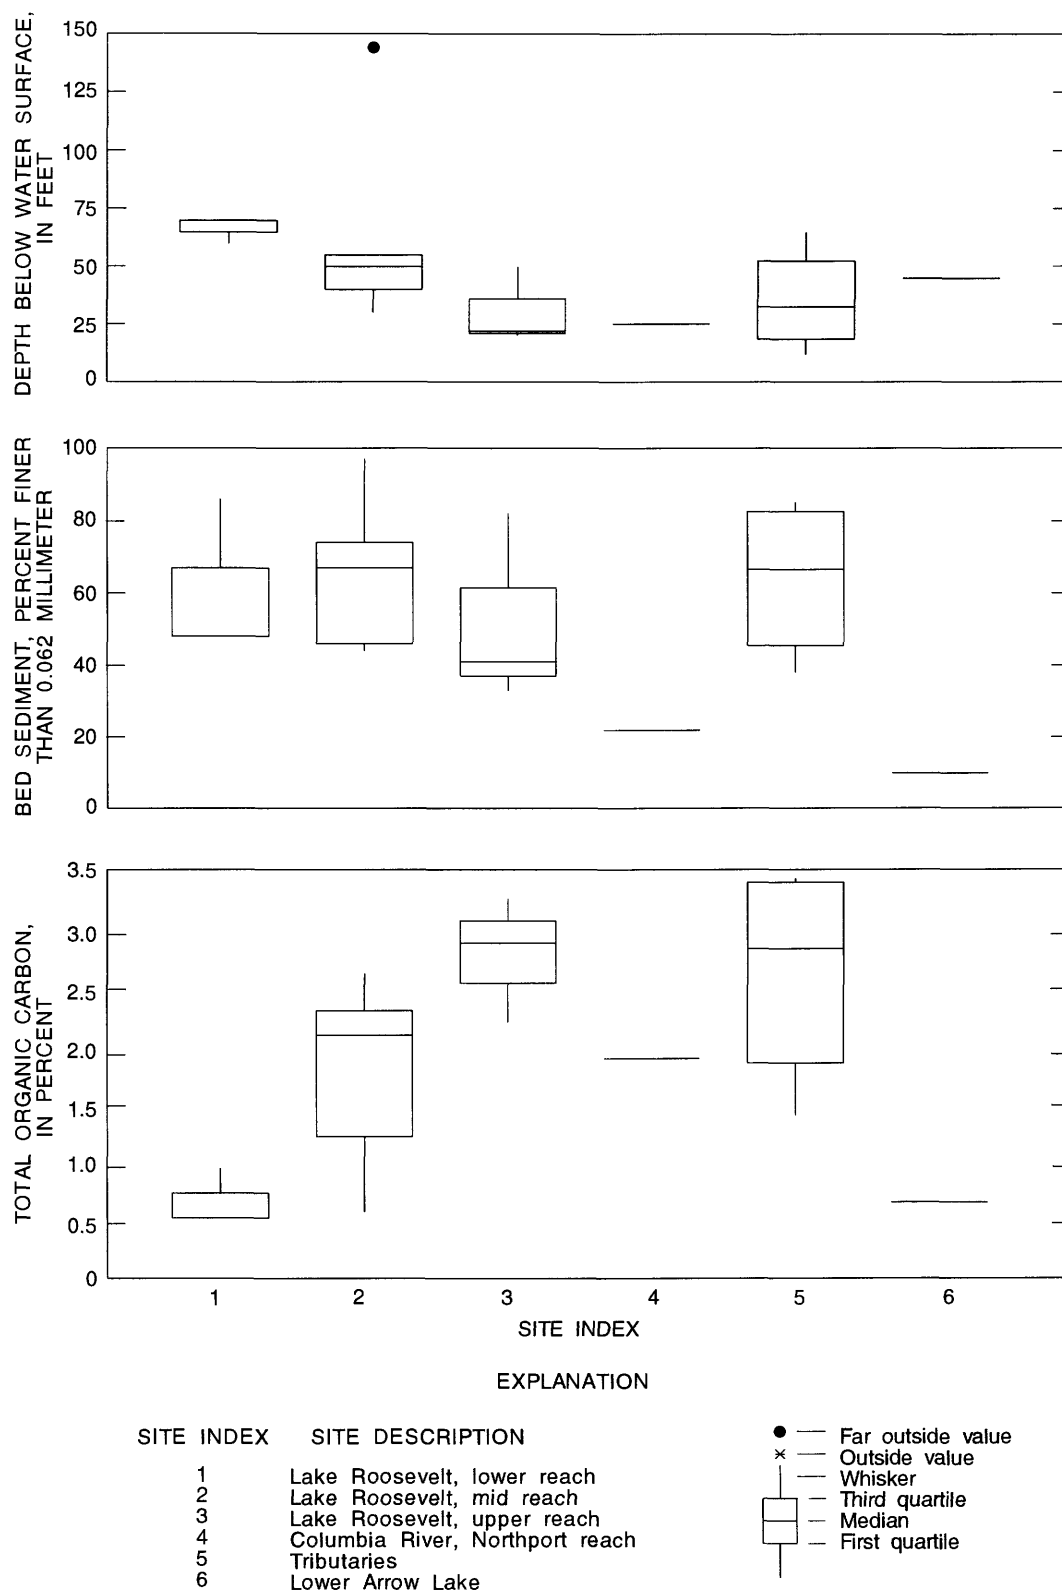 DEPTH BELOW WATER SURFACE,
IN FEET
150
125
100
75
50
25
0
BED SEDIMENT, PERCENT FINER
THAN 0.062 MILLIMETER
100
80
60
40
20
0
TOTAL ORGANIC CARBON,
IN PERCENT
3.5
3.0
2.5
2.0
1.5
1.0
0.5
0
1 2 3 4 5 6
SITE INDEX
EXPLANATION
SITE INDEX SITE DESCRIPTION
1 Lake Roosevelt, lower reach
2 Lake Roosevelt, mid reach
3 Lake Roosevelt, upper reach
4 Columbia River, Northport reach
5 Tributaries
6 Lower Arrow Lake
Far outside value
Outside value
Whisker
Third quartile
Median
First quartile